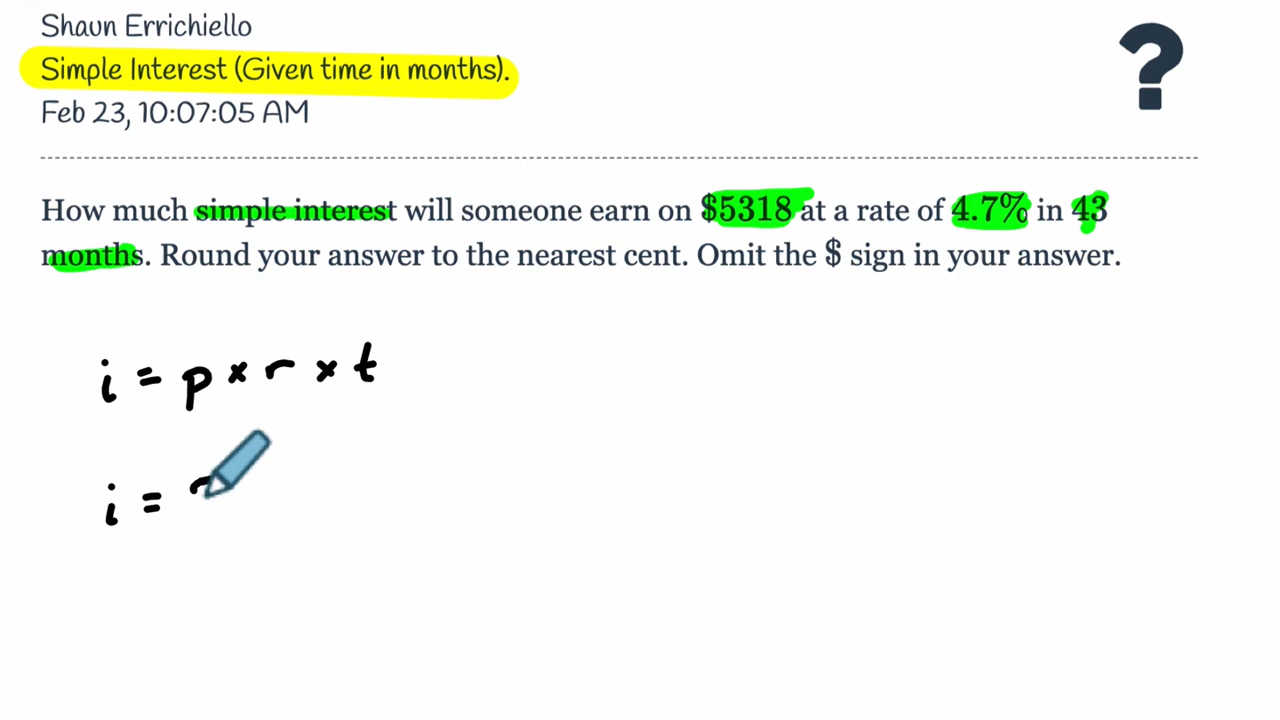 Shaun Errichiello
Simple Interest (Given time in months).
Feb 23, 10:07:05 AM
?
How much simple interest will someone earn on $5318 at a rate of 4.7% in 43
months. Round your answer to the nearest cent. Omit the $ sign in your answer.
i = p × r × t
i =